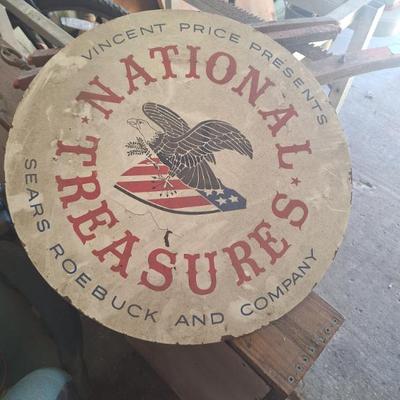 VINCENT PRICE PRESENTS
NATIONAL
TREASURES
SEARS ROEBUCK AND COMPANY